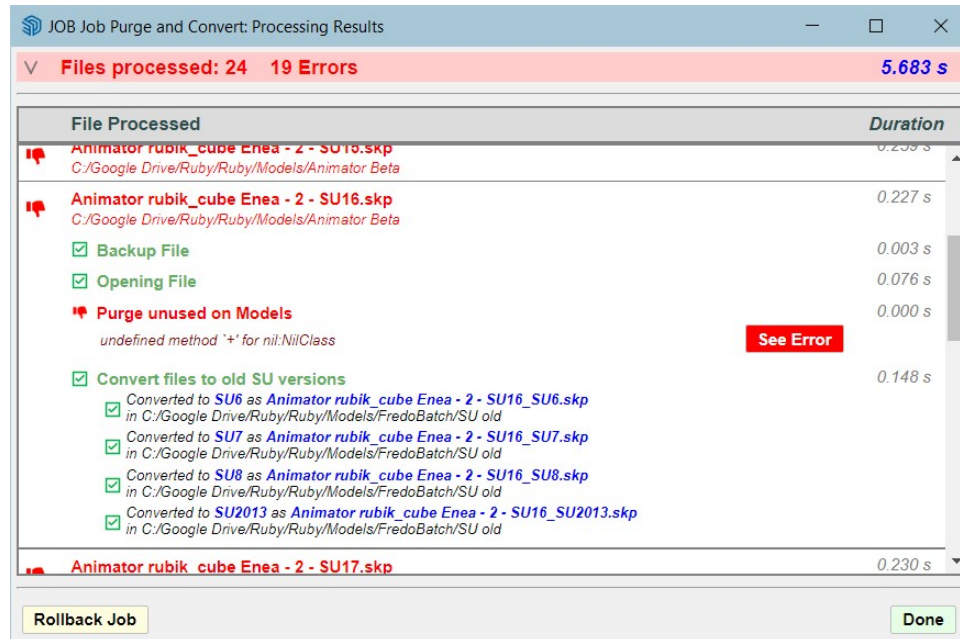 JOB Job Purge and Convert: Processing Results
Files processed: 24 19 Errors 5.683 s
File Processed Duration
Animator rubik_cube Enea - 2 - SU15.skp 0.239 s
C:/Google Drive/Ruby/Ruby/Models/Animator Beta
Animator rubik_cube Enea - 2 - SU16.skp 0.227 s
C:/Google Drive/Ruby/Ruby/Models/Animator Beta
Backup File 0.003 s
Opening File 0.076 s
Purge unused on Models 0.000 s
undefined method `+' for nil:NilClass See Error
Convert files to old SU versions 0.148 s
Converted to SU6 as Animator rubik_cube Enea - 2 - SU16_SU6.skp
in C:/Google Drive/Ruby/Ruby/Models/FredoBatch/SU old
Converted to SU7 as Animator rubik_cube Enea - 2 - SU16_SU7.skp
in C:/Google Drive/Ruby/Ruby/Models/FredoBatch/SU old
Converted to SU8 as Animator rubik_cube Enea - 2 - SU16_SU8.skp
in C:/Google Drive/Ruby/Ruby/Models/FredoBatch/SU old
Converted to SU2013 as Animator rubik_cube Enea - 2 - SU16_SU2013.skp
in C:/Google Drive/Ruby/Ruby/Models/FredoBatch/SU old
Animator rubik_cube Enea - 2 - SU17.skp 0.230 s
Rollback Job Done